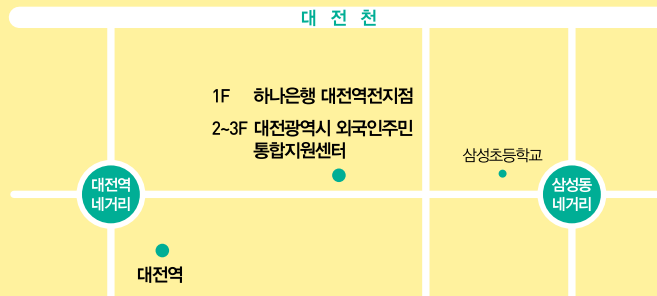 대 전 천
1F 하나은행 대전역전지점
2~3F 대전광역시 외국인주민
통합지원센터
삼성초등학교
대전역
네거리
삼성동
네거리
대전역